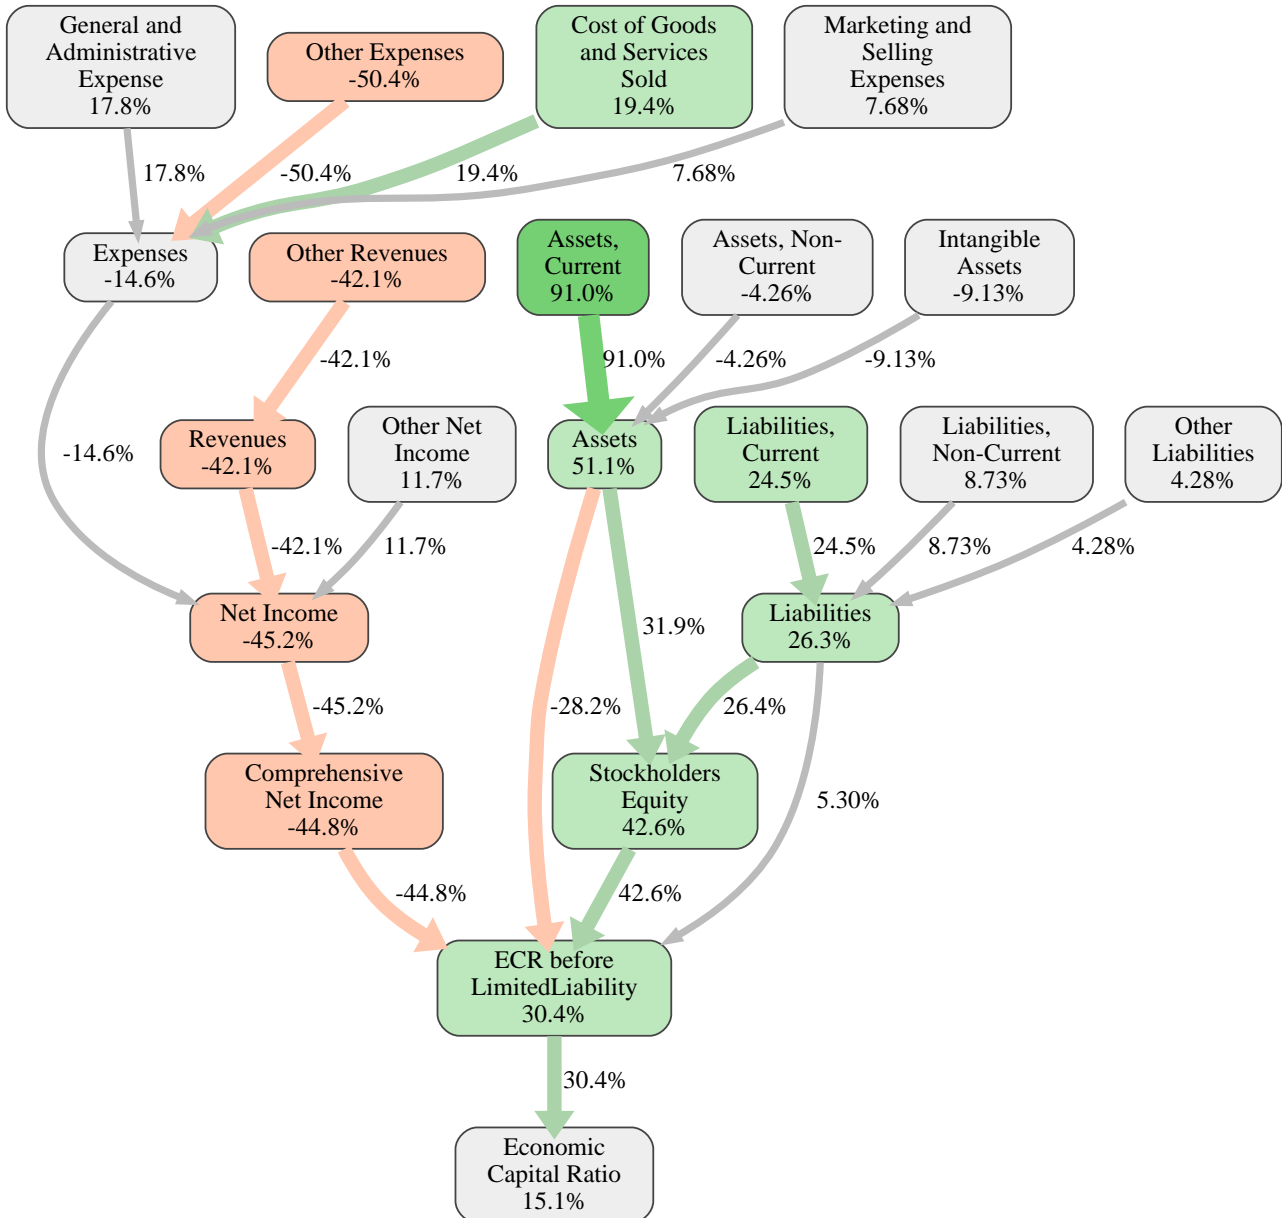 General and
Administrative
Expense
17.8%
Other Expenses
-50.4%
Cost of Goods
and Services
Sold
19.4%
Marketing and
Selling
Expenses
7.68%
17.8%
-50.4%
19.4%
7.68%
Expenses
-14.6%
Other Revenues
-42.1%
Assets,
Current
91.0%
Assets, Non-
Current
-4.26%
Intangible
Assets
-9.13%
-42.1%
91.0%
-4.26%
-9.13%
-14.6%
Revenues
-42.1%
Other Net
Income
11.7%
Assets
51.1%
Liabilities,
Current
24.5%
Liabilities,
Non-Current
8.73%
Other
Liabilities
4.28%
-42.1%
11.7%
24.5%
8.73%
4.28%
Net Income
-45.2%
31.9%
Liabilities
26.3%
-45.2%
-28.2%
26.4%
Comprehensive
Net Income
-44.8%
Stockholders
Equity
42.6%
5.30%
-44.8%
42.6%
ECR before
LimitedLiability
30.4%
30.4%
Economic
Capital Ratio
15.1%